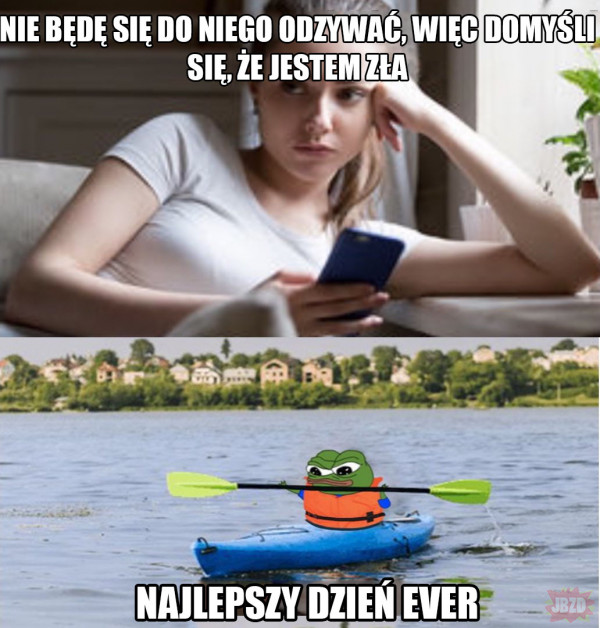 NIE BĘDĘ SIĘ DO NIEGO ODZYWAĆ, WIĘC DOMYŚLI
SIĘ, ŻE JESTEM ZŁA
NAJLEPSZY DZIEŃ EVER
JBZD